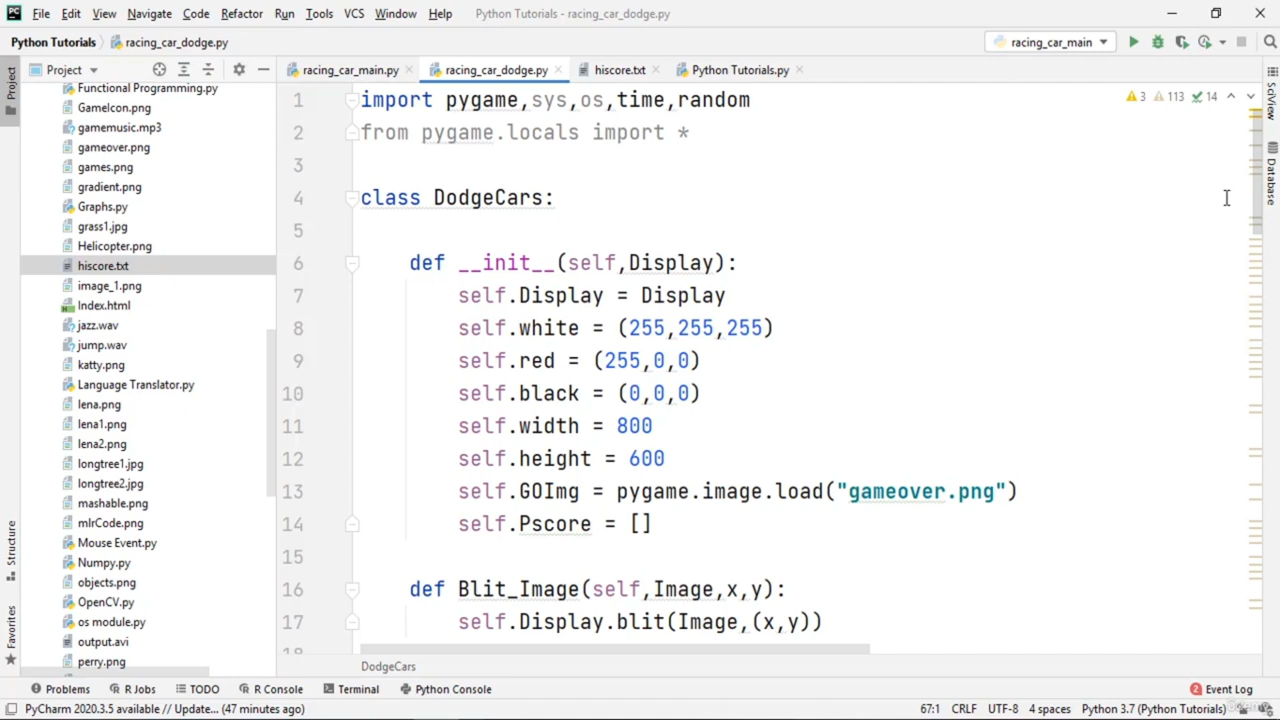 File Edit View Navigate Code Refactor Run Tools VCS Window Help Python Tutorials - racing_car_dodge.py
Python Tutorials racing_car_dodge.py racing_car_main
Project racing_car_main.py racing_car_dodge.py hiscore.txt Python Tutorials.py
Project
Functional Programming.py
GameIcon.png
gamemusic.mp3
gameover.png
games.png
gradient.png
Graphs.py
grass1.jpg
Helicopter.png
hiscore.txt
image_1.png
Index.html
jazz.wav
jump.wav
katty.png
Language Translator.py
lena.png
lena1.png
lena2.png
longtree1.jpg
longtree2.jpg
mashable.png
mlrCode.png
Mouse Event.py
Numpy.py
objects.png
OpenCV.py
os module.py
output.avi
perry.png
Structure
Favorites
3 113 14
1 import pygame,sys,os,time,random
2 from pygame.locals import *
3
4 class DodgeCars:
5
6 def __init__(self,Display):
7 self.Display = Display
8 self.white = (255,255,255)
9 self.red = (255,0,0)
10 self.black = (0,0,0)
11 self.width = 800
12 self.height = 600
13 self.GOImg = pygame.image.load("gameover.png")
14 self.Pscore = []
15
16 def Blit_Image(self,Image,x,y):
17 self.Display.blit(Image,(x,y))
18
DodgeCars
SciView
Database
Problems R Jobs TODO R Console Terminal Python Console 2 Event Log
PyCharm 2020.3.5 available // Update... (47 minutes ago) 67:1 CRLF UTF-8 4 spaces Python 3.7 (Python Tutorials)